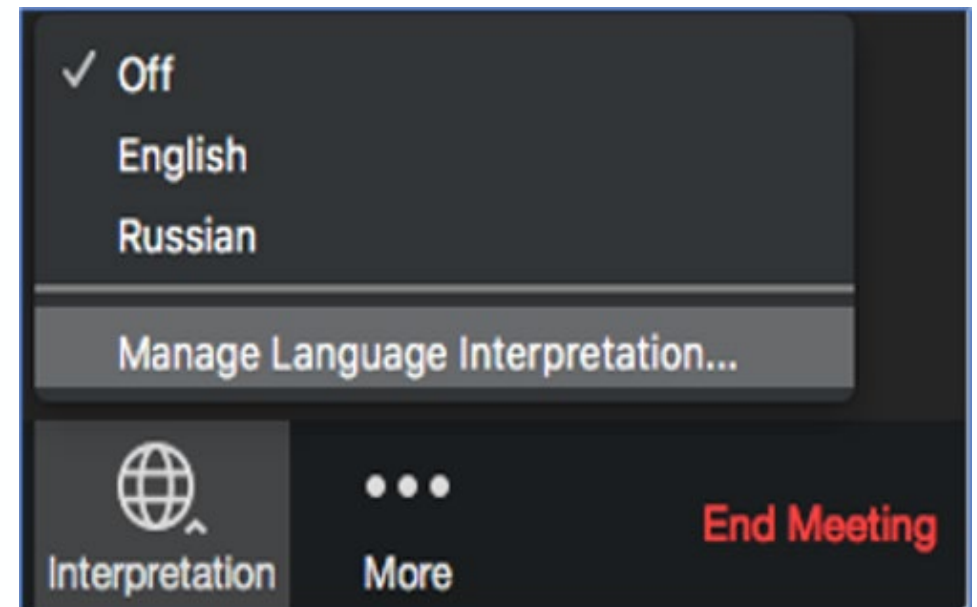 Off
English
Russian
Manage Language Interpretation...
Interpretation
More
End Meeting